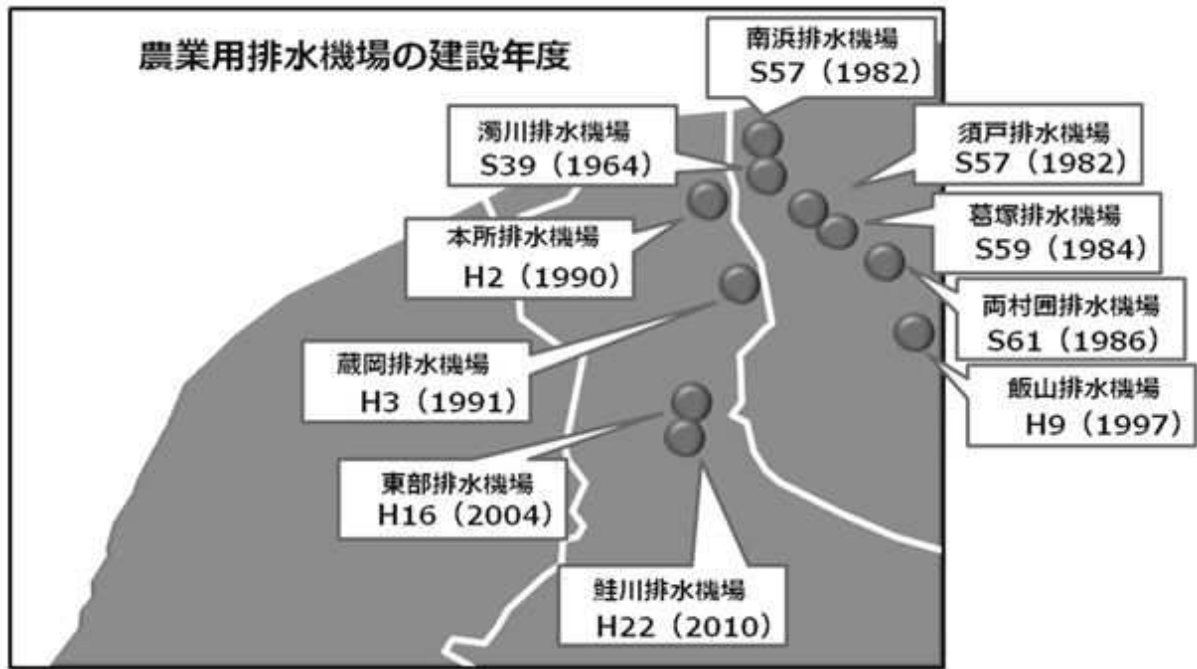 農業用排水機場の建設年度
南浜排水機場
S57（1982）
濁川排水機場
S39（1964）
須戸排水機場
S57（1982）
葛塚排水機場
S59（1984）
本所排水機場
H2（1990）
両村囲排水機場
S61（1986）
蔵岡排水機場
H3（1991）
飯山排水機場
H9（1997）
東部排水機場
H16（2004）
鮭川排水機場
H22（2010）